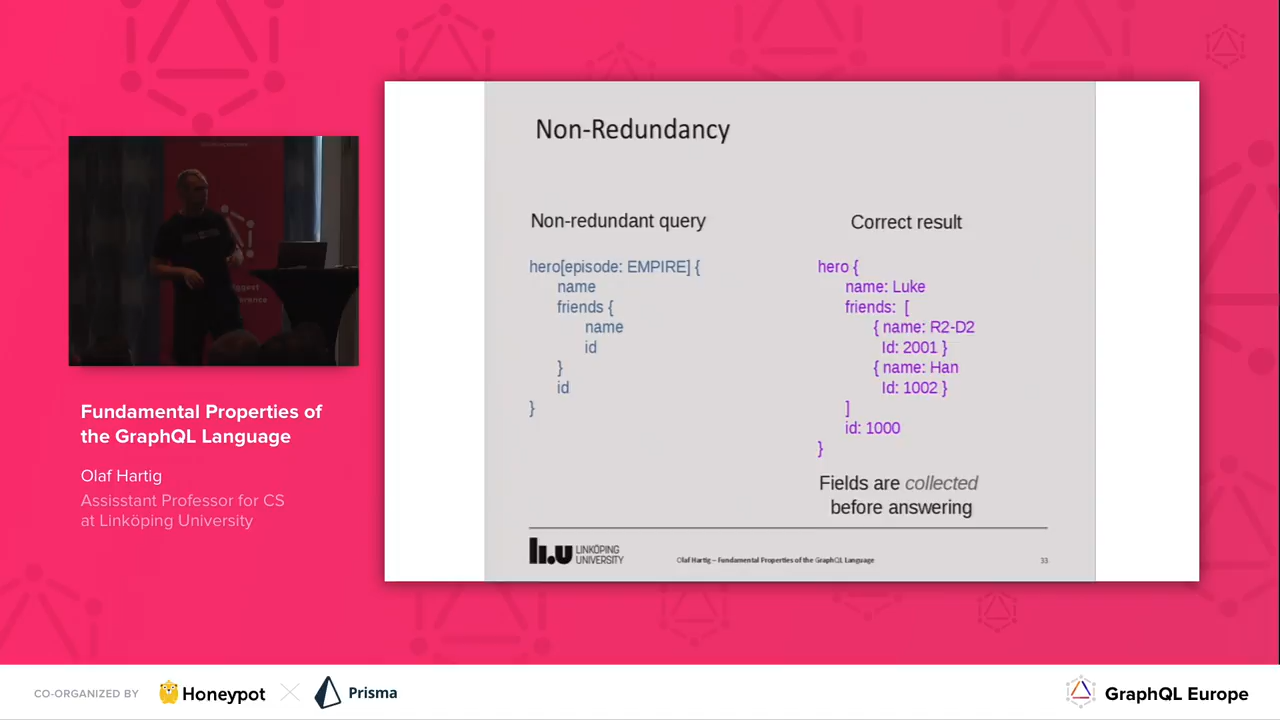 Non-Redundancy
Non-redundant query
hero[episode: EMPIRE] {
name
friends {
name
id
}
id
}
Correct result
hero {
name: Luke
friends: [
{ name: R2-D2
Id: 2001 }
{ name: Han
Id: 1002 }
]
id: 1000
}
Fields are collected
before answering
li.u LINKÖPING
UNIVERSITY
Olaf Hartig – Fundamental Properties of the GraphQL Language
33
Fundamental Properties of
the GraphQL Language
Olaf Hartig
Assisstant Professor for CS
at Linköping University
CO-ORGANIZED BY
Honeypot
Prisma
GraphQL Europe